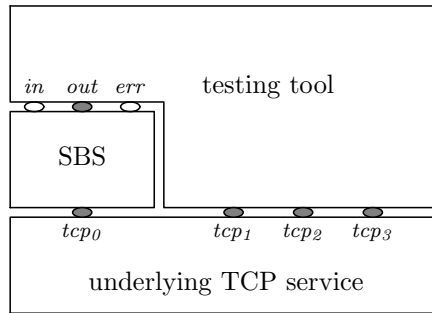 in out err
testing tool
SBS
tcp0 tcp1 tcp2 tcp3
underlying TCP service